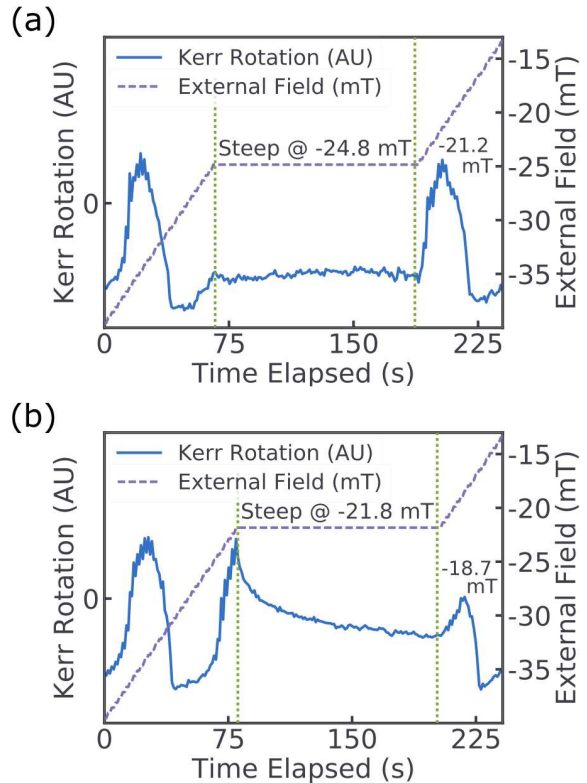 (a)
Kerr Rotation (AU)
External Field (mT)
Steep @ -24.8 mT
-21.2
mT
Kerr Rotation (AU)
0
-15
-20
-25
-30
-35
External Field (mT)
0
75
150
225
Time Elapsed (s)
(b)
Kerr Rotation (AU)
External Field (mT)
Steep @ -21.8 mT
-18.7
mT
Kerr Rotation (AU)
0
-15
-20
-25
-30
-35
External Field (mT)
0
75
150
225
Time Elapsed (s)